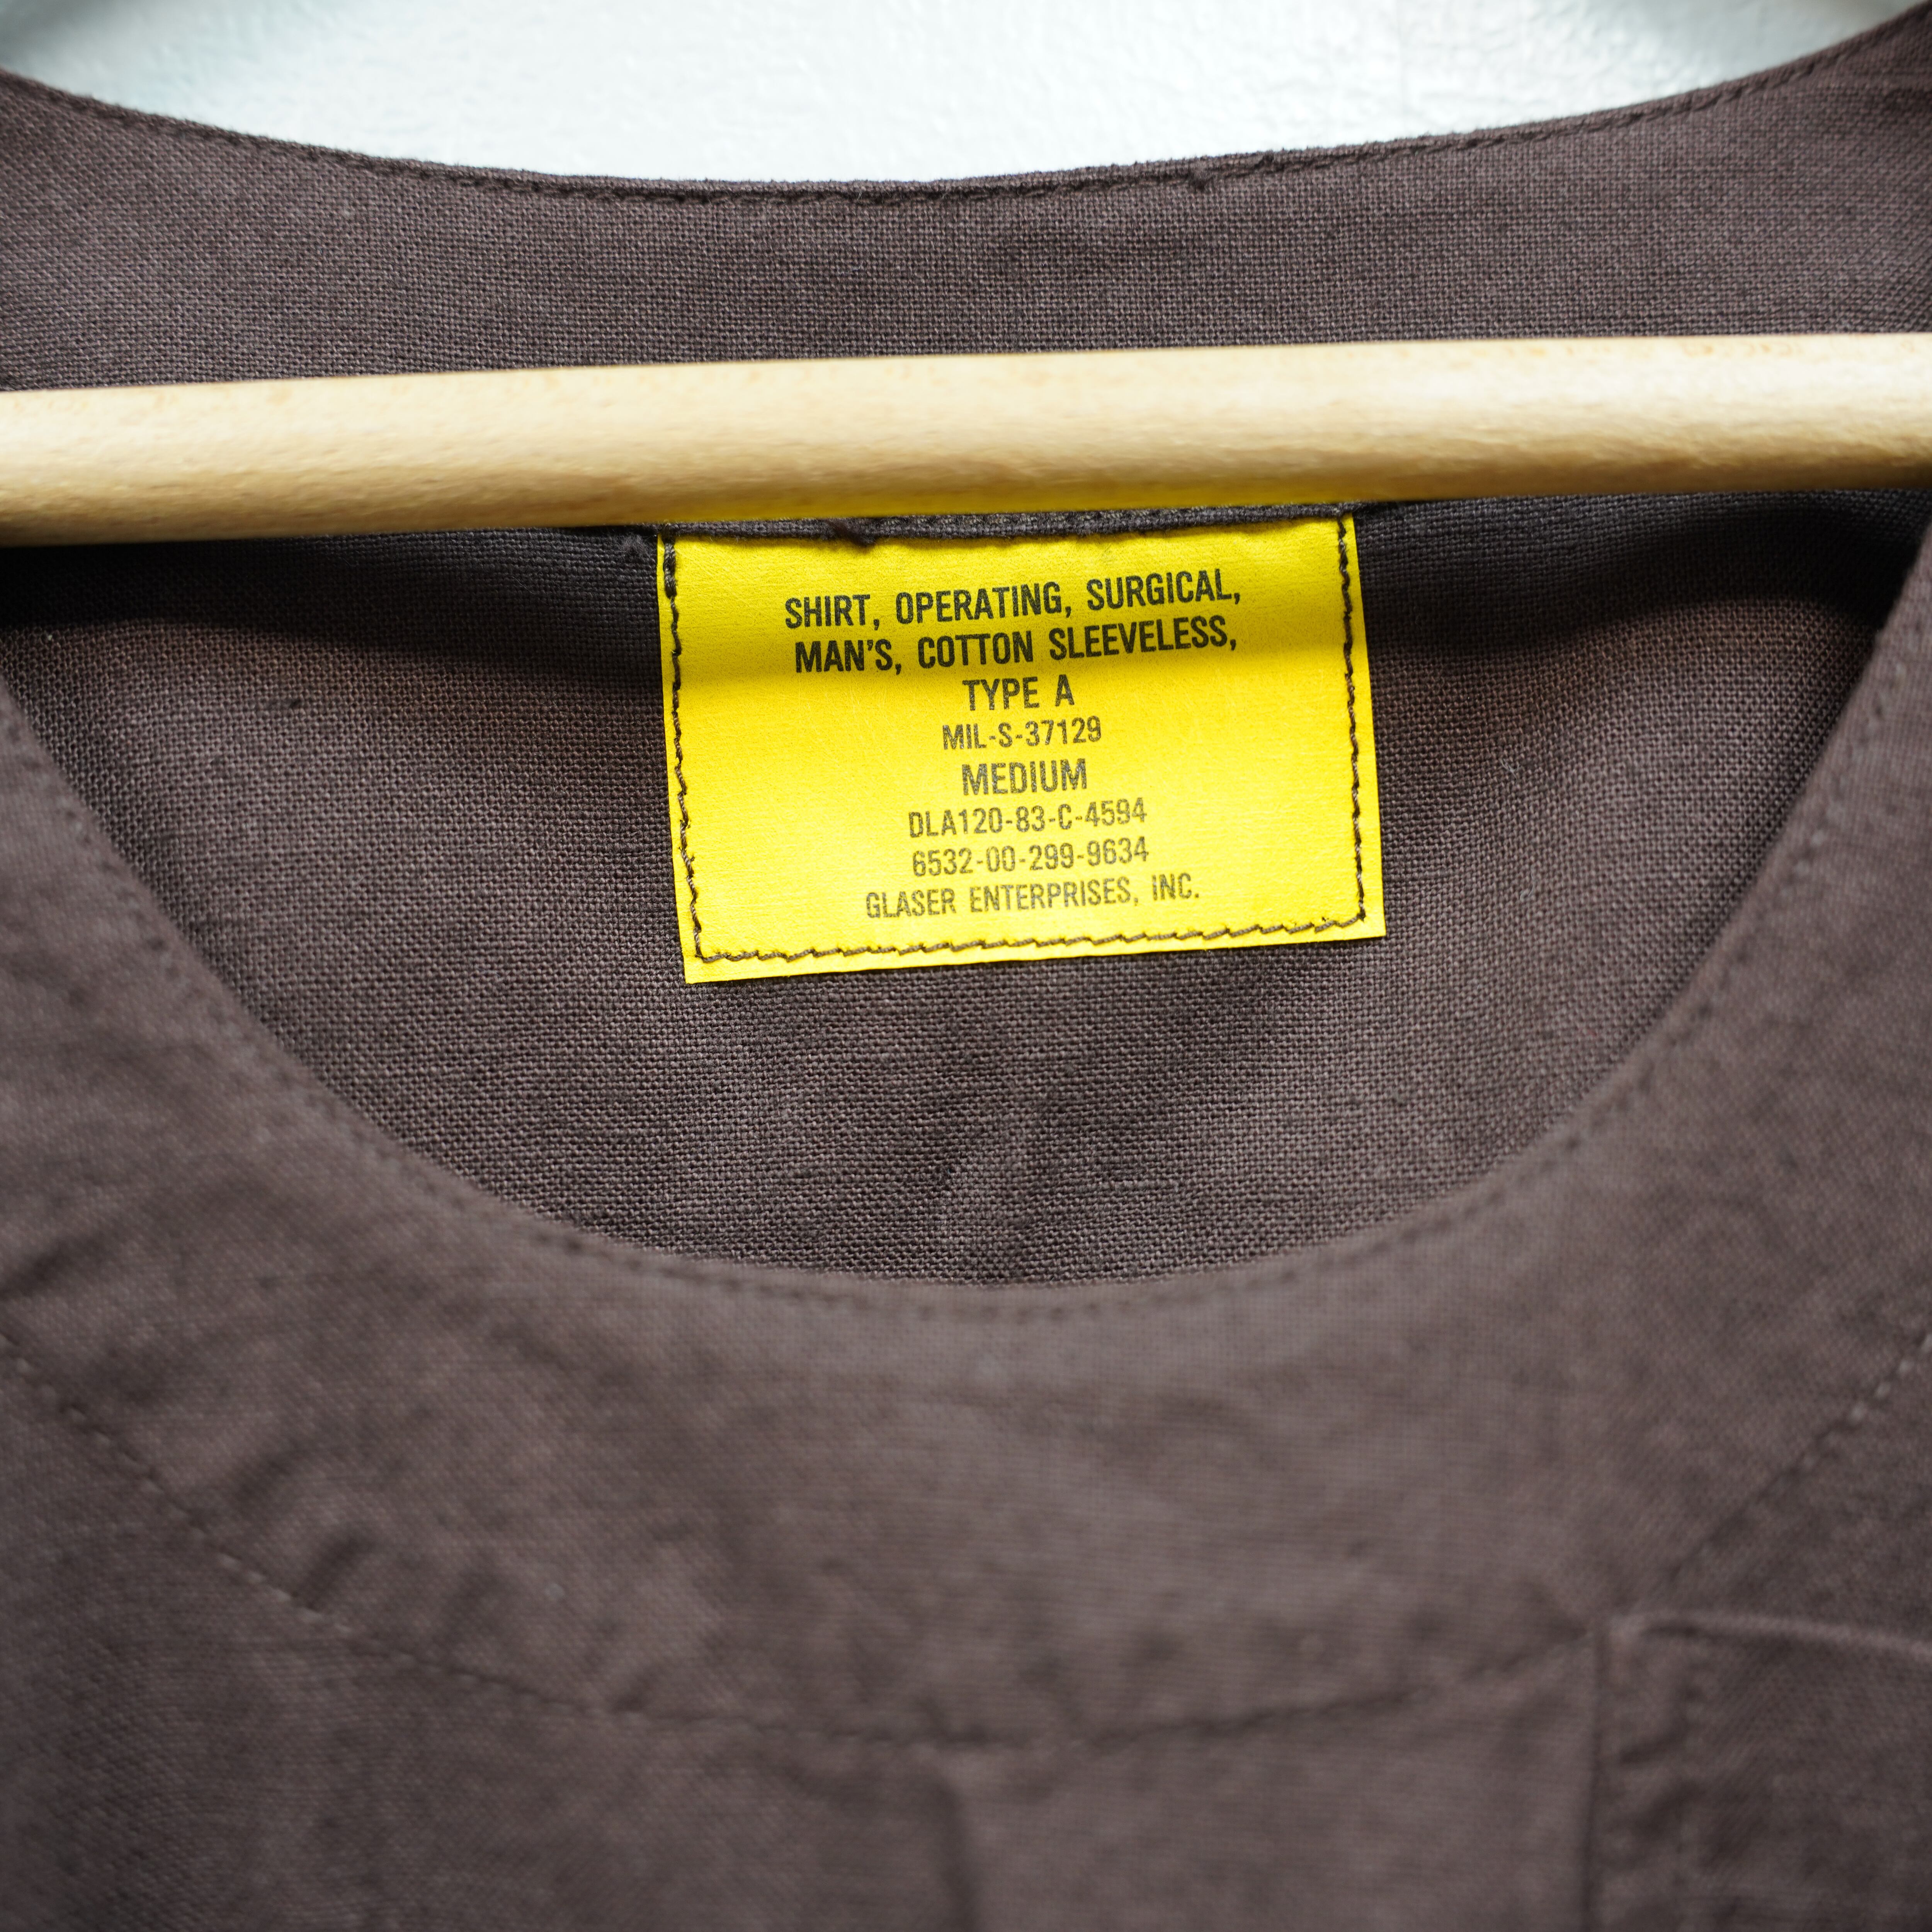 SHIRT, OPERATING, SURGICAL,
MAN'S, COTTON SLEEVELESS,
TYPE A
MIL-S-37129
MEDIUM
DLA120-83-C-4594
6532-00-299-9634
GLASER ENTERPRISES, INC.